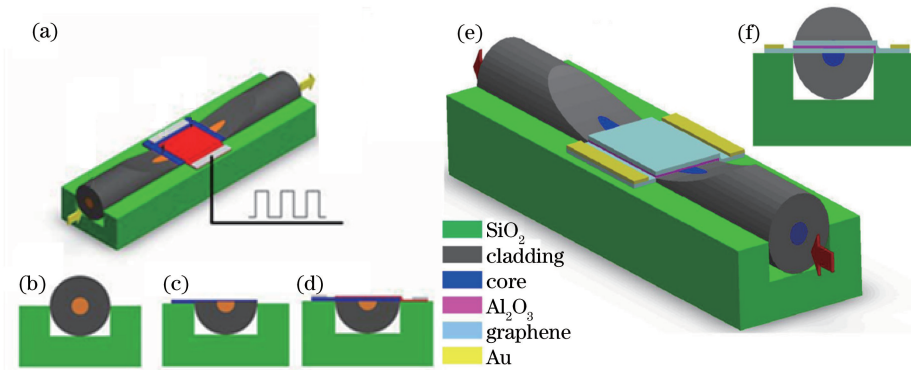 (a)
(b)
(c)
(d)
(e)
(f)
SiO₂
cladding
core
Al₂O₃
graphene
Au